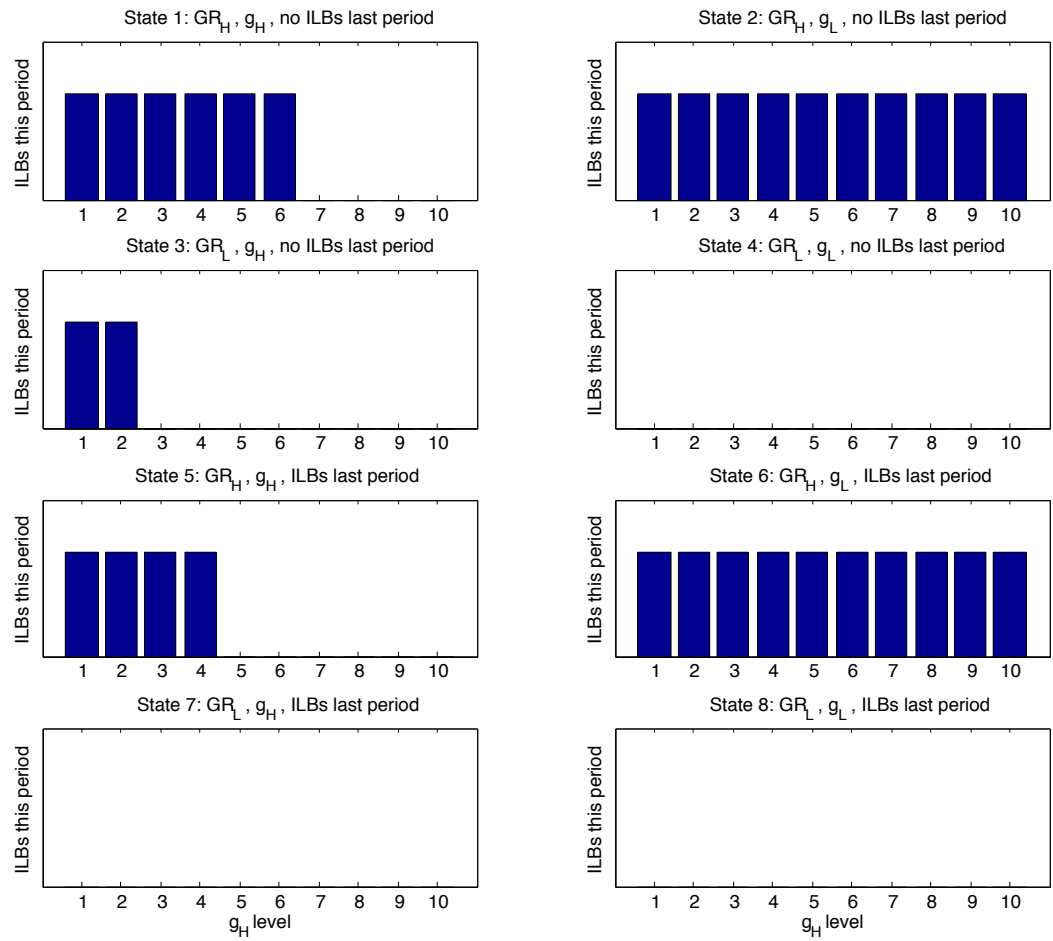 State 1: GR_H , g_H , no ILBs last period
ILBs this period
1 2 3 4 5 6 7 8 9 10
State 2: GR_H , g_L , no ILBs last period
ILBs this period
1 2 3 4 5 6 7 8 9 10
State 3: GR_L , g_H , no ILBs last period
ILBs this period
1 2 3 4 5 6 7 8 9 10
State 4: GR_L , g_L , no ILBs last period
ILBs this period
1 2 3 4 5 6 7 8 9 10
State 5: GR_H , g_H , ILBs last period
ILBs this period
1 2 3 4 5 6 7 8 9 10
State 6: GR_H , g_L , ILBs last period
ILBs this period
1 2 3 4 5 6 7 8 9 10
State 7: GR_L , g_H , ILBs last period
ILBs this period
1 2 3 4 5 6 7 8 9 10
g_H level
State 8: GR_L , g_L , ILBs last period
ILBs this period
1 2 3 4 5 6 7 8 9 10
g_H level